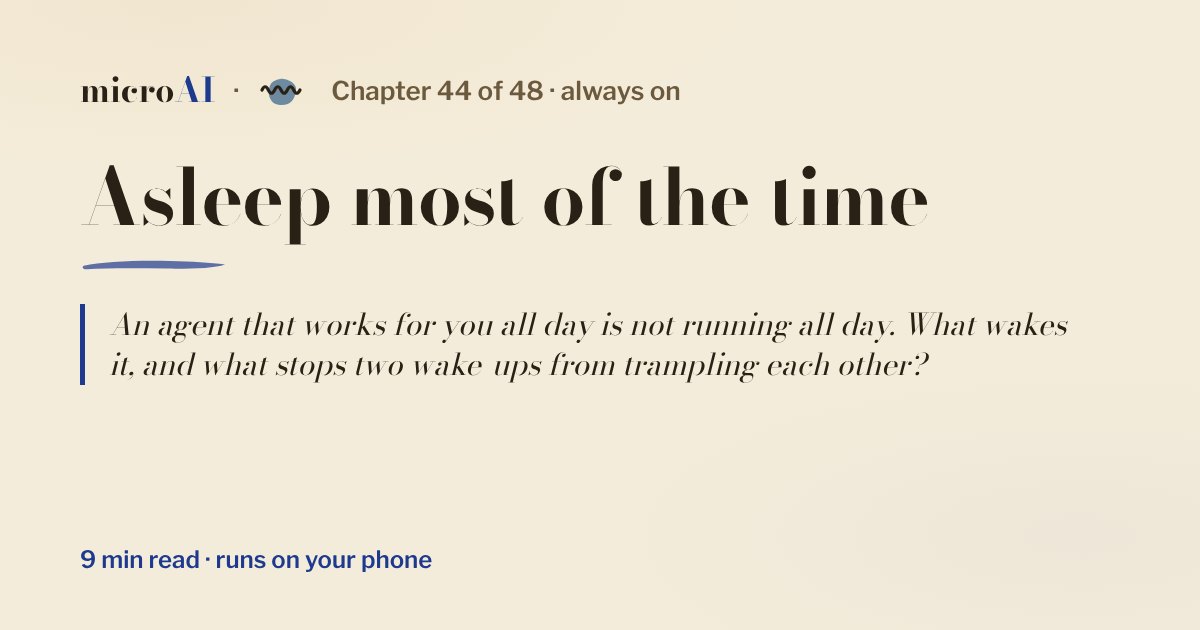 microAI · Chapter 44 of 48 · always on
Asleep most of the time
An agent that works for you all day is not running all day. What wakes
it, and what stops two wake-ups from trampling each other?
9 min read · runs on your phone